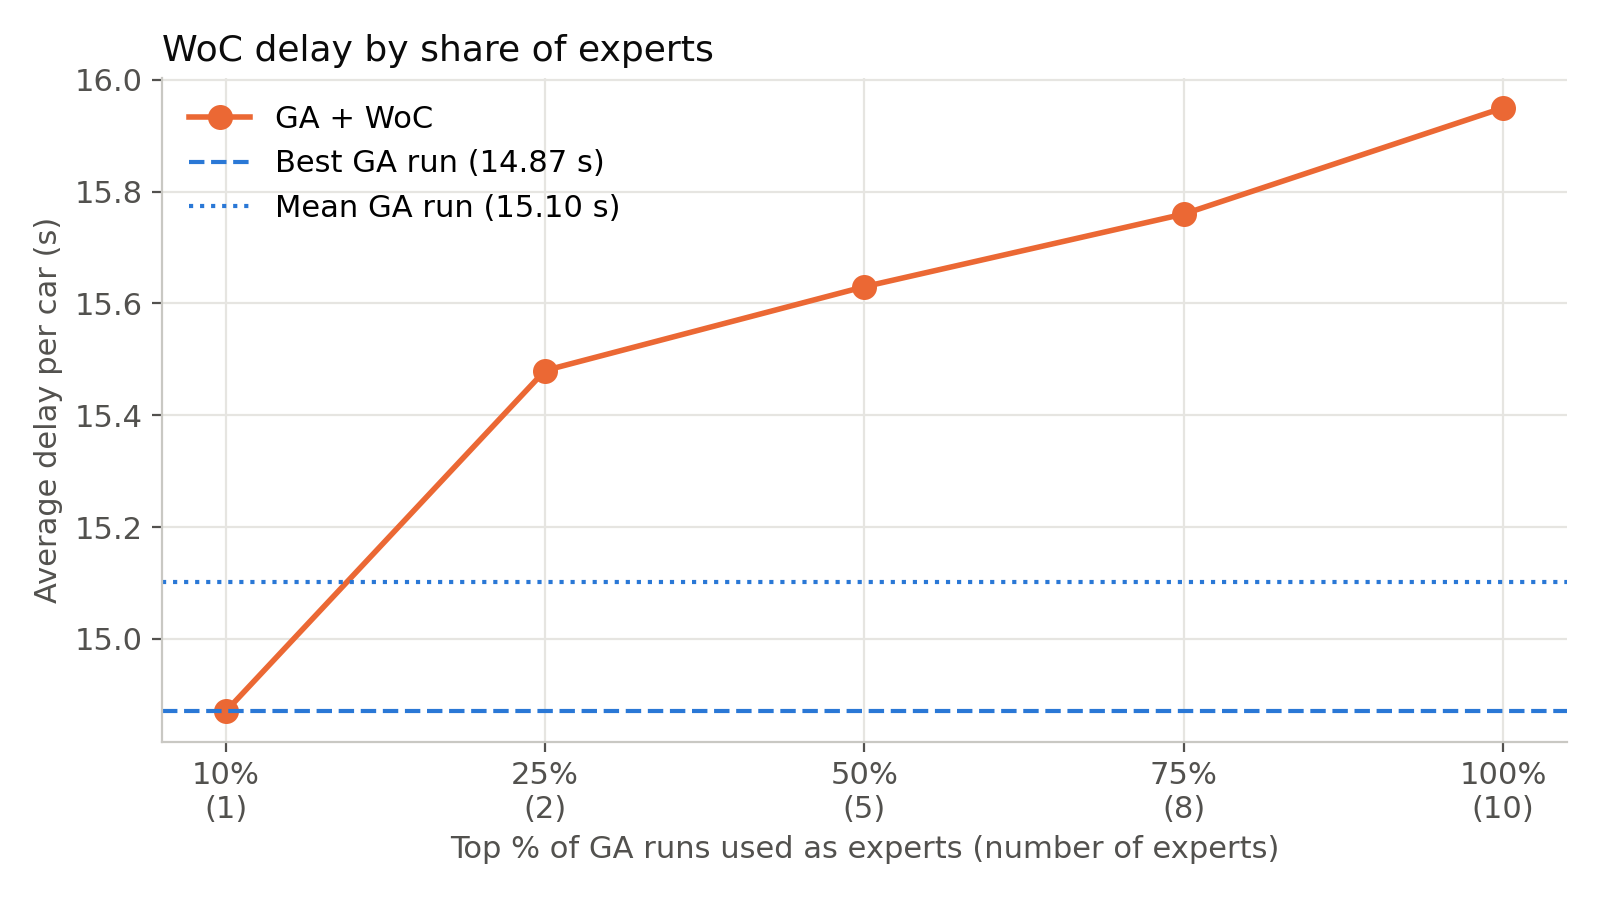 WoC delay by share of experts
GA + WoC
Best GA run (14.87 s)
Mean GA run (15.10 s)
Average delay per car (s)
16.0
15.8
15.6
15.4
15.2
15.0
10% 25% 50% 75% 100%
(1) (2) (5) (8) (10)
Top % of GA runs used as experts (number of experts)